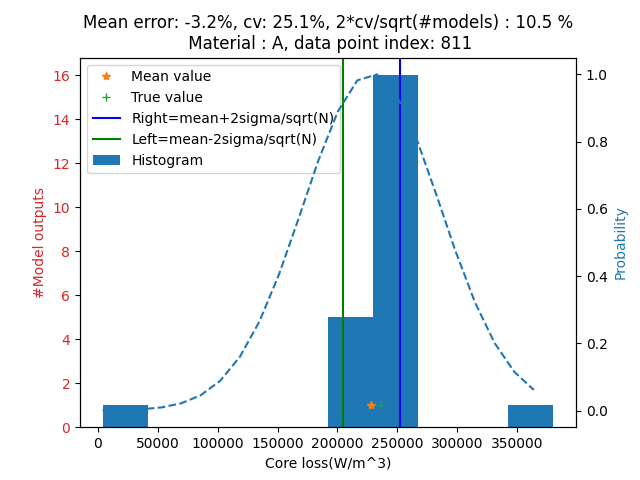 Mean error: -3.2%, cv: 25.1%, 2*cv/sqrt(#models) : 10.5 %
Material : A, data point index: 811
Mean value
True value
Right=mean+2sigma/sqrt(N)
Left=mean-2sigma/sqrt(N)
Histogram
16
14
12
10
8
6
4
2
0
#Model outputs
1.0
0.8
0.6
0.4
0.2
0.0
Probability
0 50000 100000 150000 200000 250000 300000 350000
Core loss(W/m^3)